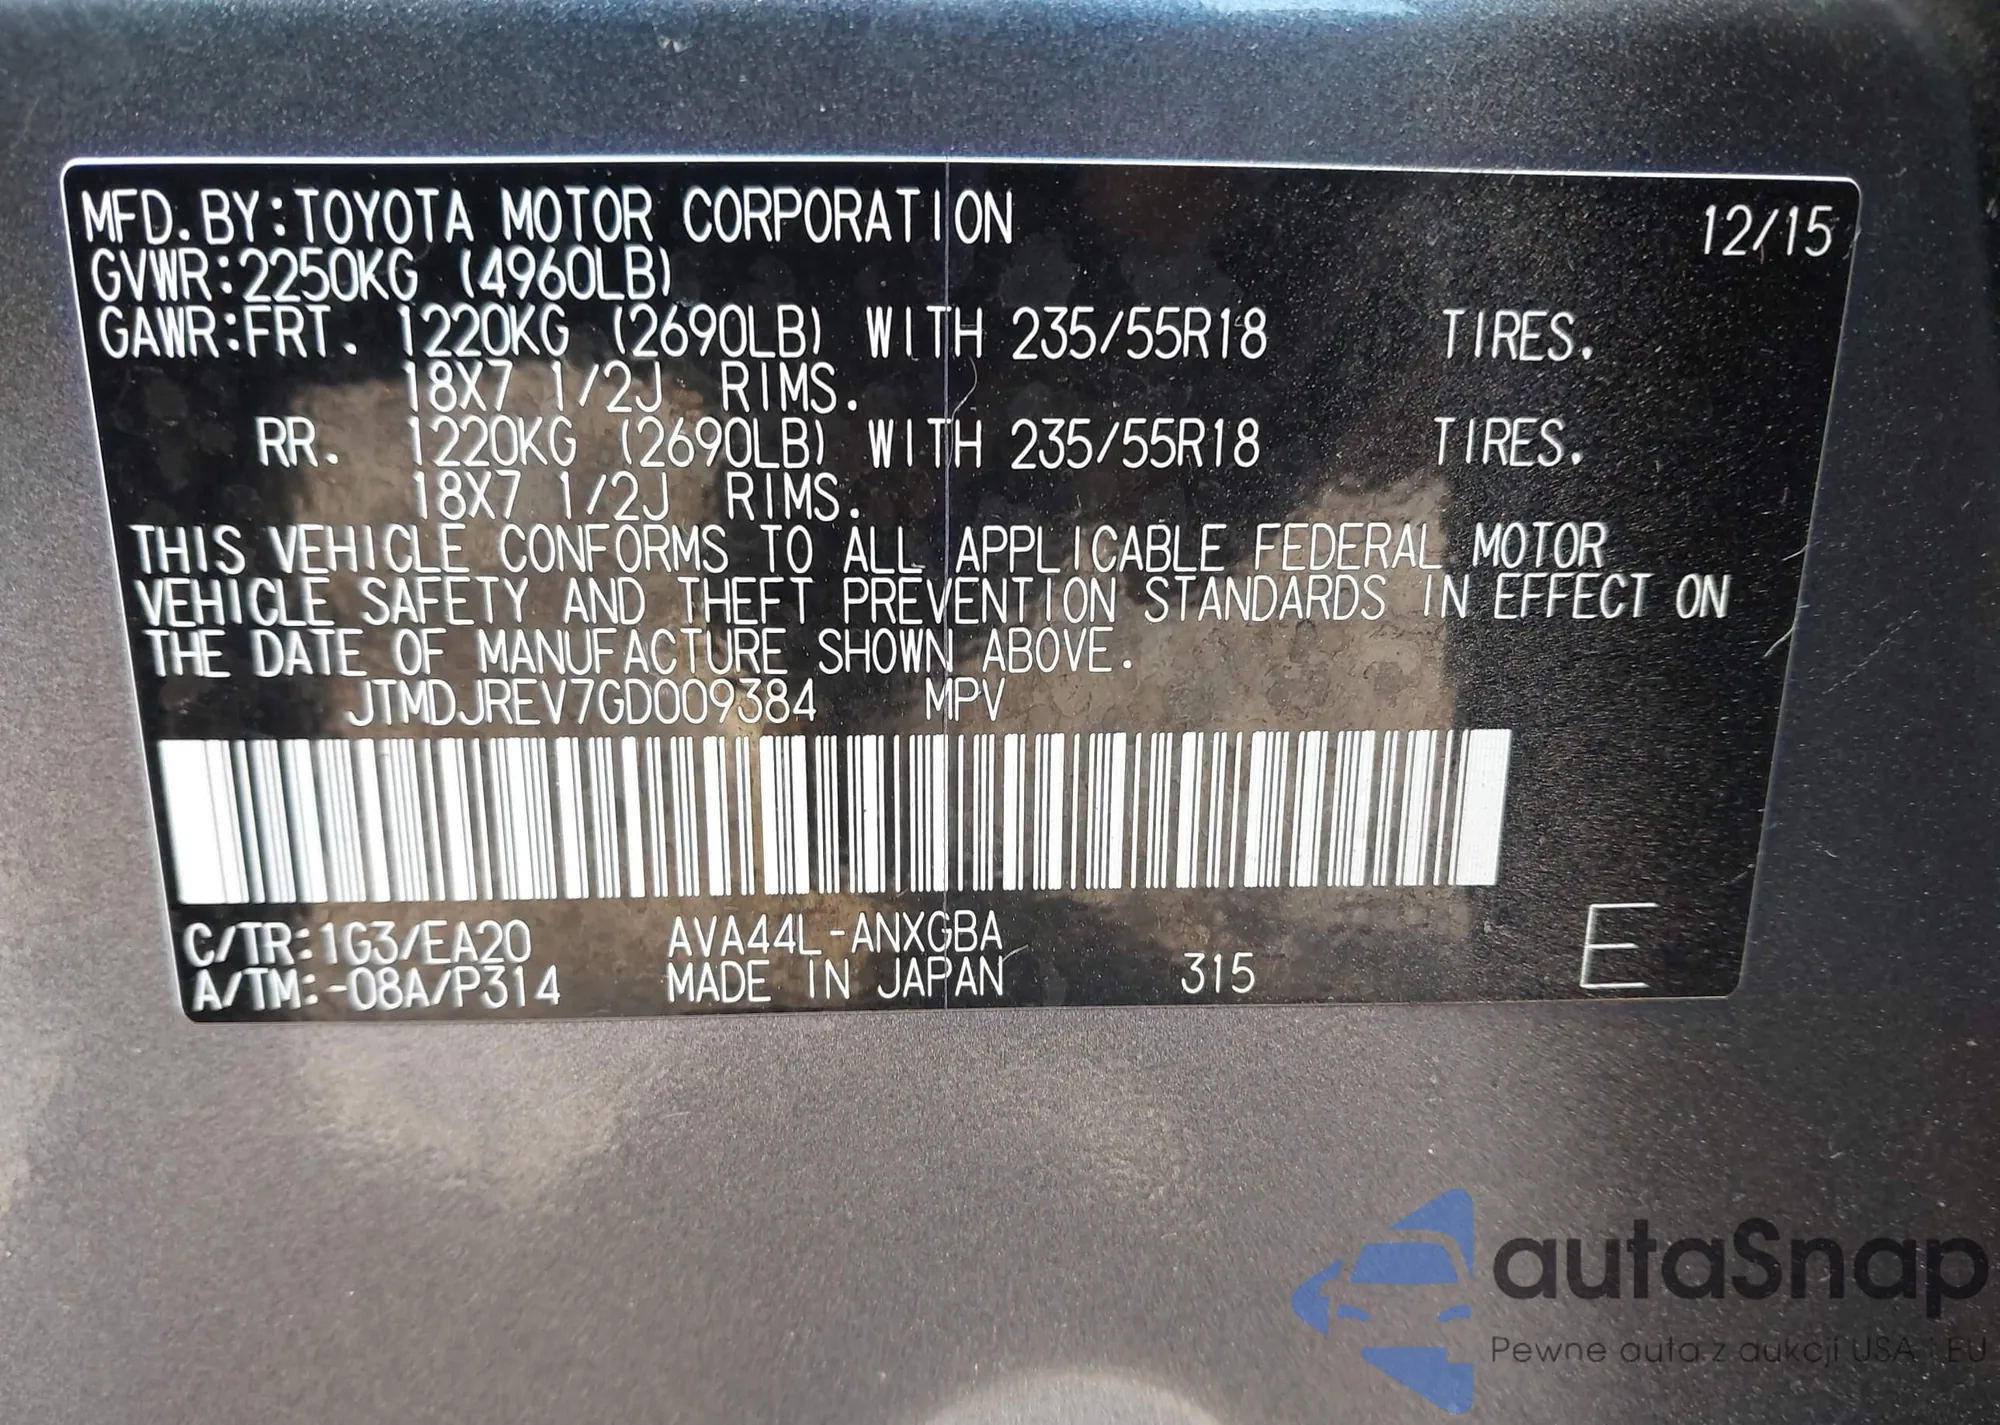 MFD.BY:TOYOTA MOTOR CORPORATION 12/15
GVWR:2250KG (4960LB)
GAWR:FRT. 1220KG (2690LB) WITH 235/55R18 TIRES.
18X7 1/2J RIMS.
RR. 1220KG (2690LB) WITH 235/55R18 TIRES.
18X7 1/2J RIMS.
THIS VEHICLE CONFORMS TO ALL APPLICABLE FEDERAL MOTOR
VEHICLE SAFETY AND THEFT PREVENTION STANDARDS IN EFFECT ON
THE DATE OF MANUFACTURE SHOWN ABOVE.
JTMDJREV7GD009384 MPV
C/TR:1G3/EA20 AVA44L-ANXGBA E
A/TM:-08A/P314 MADE IN JAPAN 315
autaSnap
Pewne auta z aukcji USA i EU